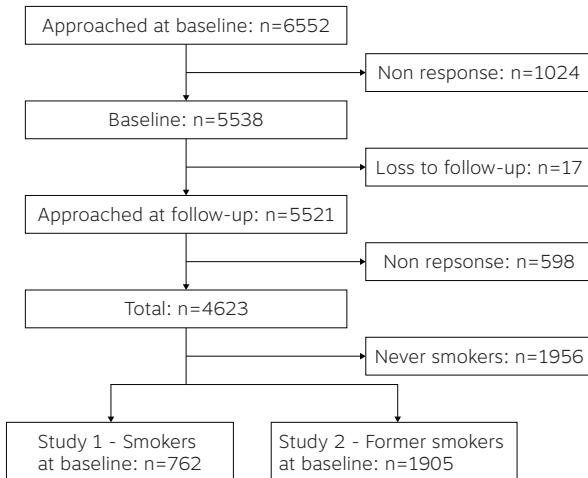 Approached at baseline: n=6552
Non response: n=1024
Baseline: n=5538
Loss to follow-up: n=17
Approached at follow-up: n=5521
Non repsonse: n=598
Total: n=4623
Never smokers: n=1956
Study 1 - Smokers
at baseline: n=762
Study 2 - Former smokers
at baseline: n=1905